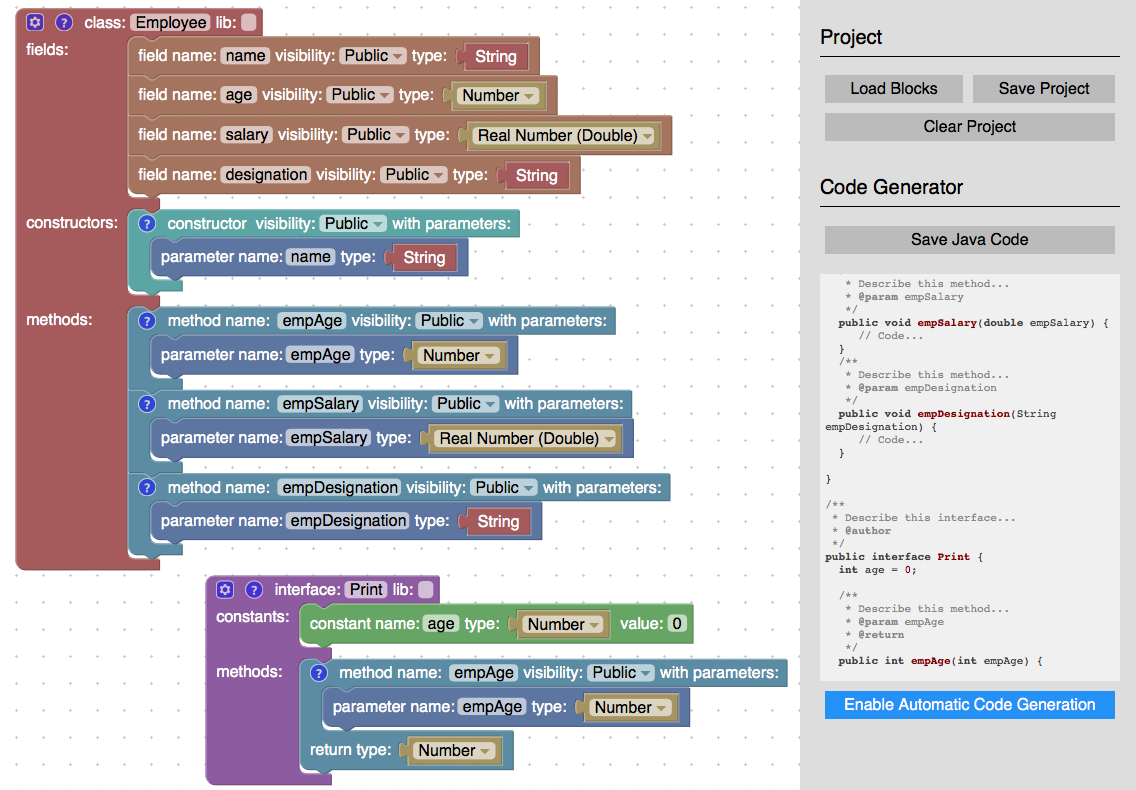 class: Employee lib:
fields:
field name: name visibility: Public type: String
field name: age visibility: Public type: Number
field name: salary visibility: Public type: Real Number (Double)
field name: designation visibility: Public type: String
constructors:
? constructor visibility: Public with parameters:
parameter name: name type: String
methods:
? method name: empAge visibility: Public with parameters:
parameter name: empAge type: Number
? method name: empSalary visibility: Public with parameters:
parameter name: empSalary type: Real Number (Double)
? method name: empDesignation visibility: Public with parameters:
parameter name: empDesignation type: String
? interface: Print lib:
constants:
constant name: age type: Number value: 0
methods:
? method name: empAge visibility: Public with parameters:
parameter name: empAge type: Number
return type: Number
Project
Load Blocks Save Project
Clear Project
Code Generator
Save Java Code
* Describe this method...
* @param empSalary
*/
public void empSalary(double empSalary) {
// Code...
}
/**
* Describe this method...
* @param empDesignation
*/
public void empDesignation(String
empDesignation) {
// Code...
}
}
/**
* Describe this interface...
* @author
*/
public interface Print {
int age = 0;
/**
* Describe this method...
* @param empAge
* @return
*/
public int empAge(int empAge) {
Enable Automatic Code Generation